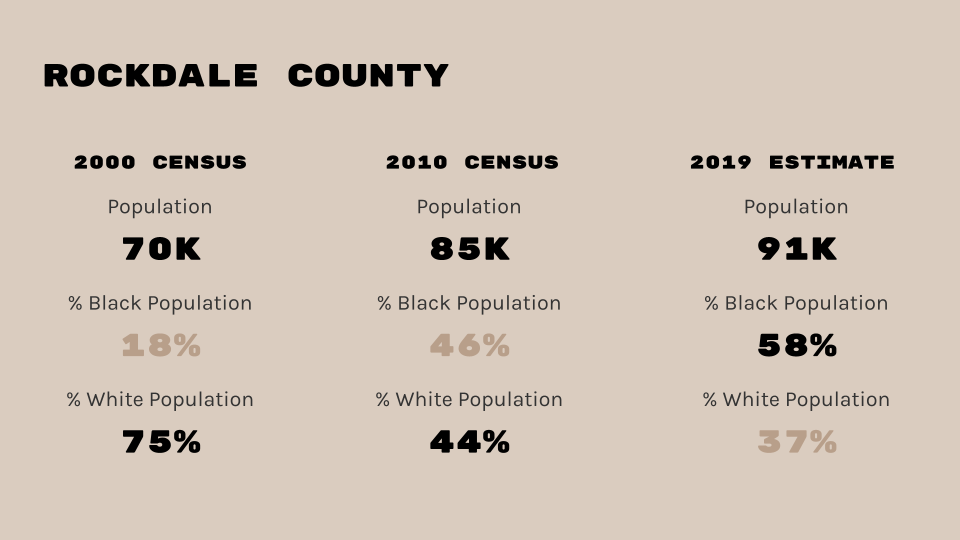 ROCKDALE COUNTY
2000 CENSUS
Population
70K
% Black Population
18%
% White Population
75%
2010 CENSUS
Population
85K
% Black Population
46%
% White Population
44%
2019 ESTIMATE
Population
91K
% Black Population
58%
% White Population
37%